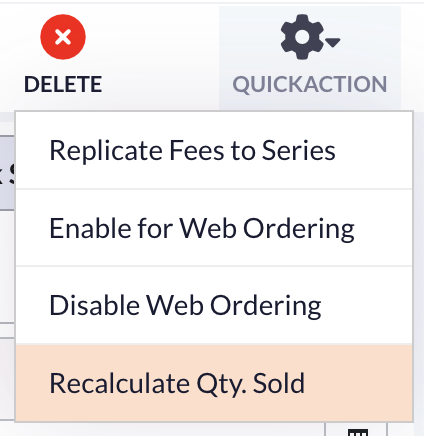 DELETE
QUICKACTION
Replicate Fees to Series
Enable for Web Ordering
Disable Web Ordering
Recalculate Qty. Sold